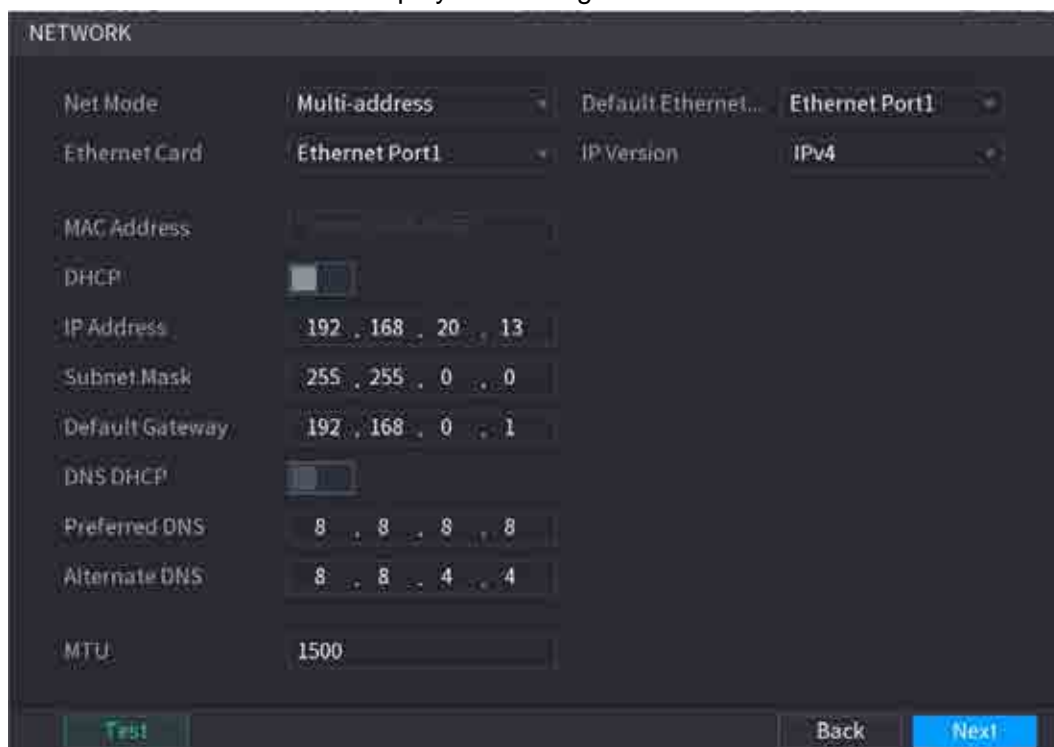 NETWORK
Net Mode Multi-address Default Ethernet... Ethernet Port1
Ethernet Card Ethernet Port1 IP Version IPv4
MAC Address
DHCP
IP Address 192 . 168 . 20 . 13
Subnet Mask 255 . 255 . 0 . 0
Default Gateway 192 . 168 . 0 . 1
DNS DHCP
Preferred DNS 8 . 8 . 8 . 8
Alternate DNS 8 . 8 . 4 . 4
MTU 1500
Test Back Next